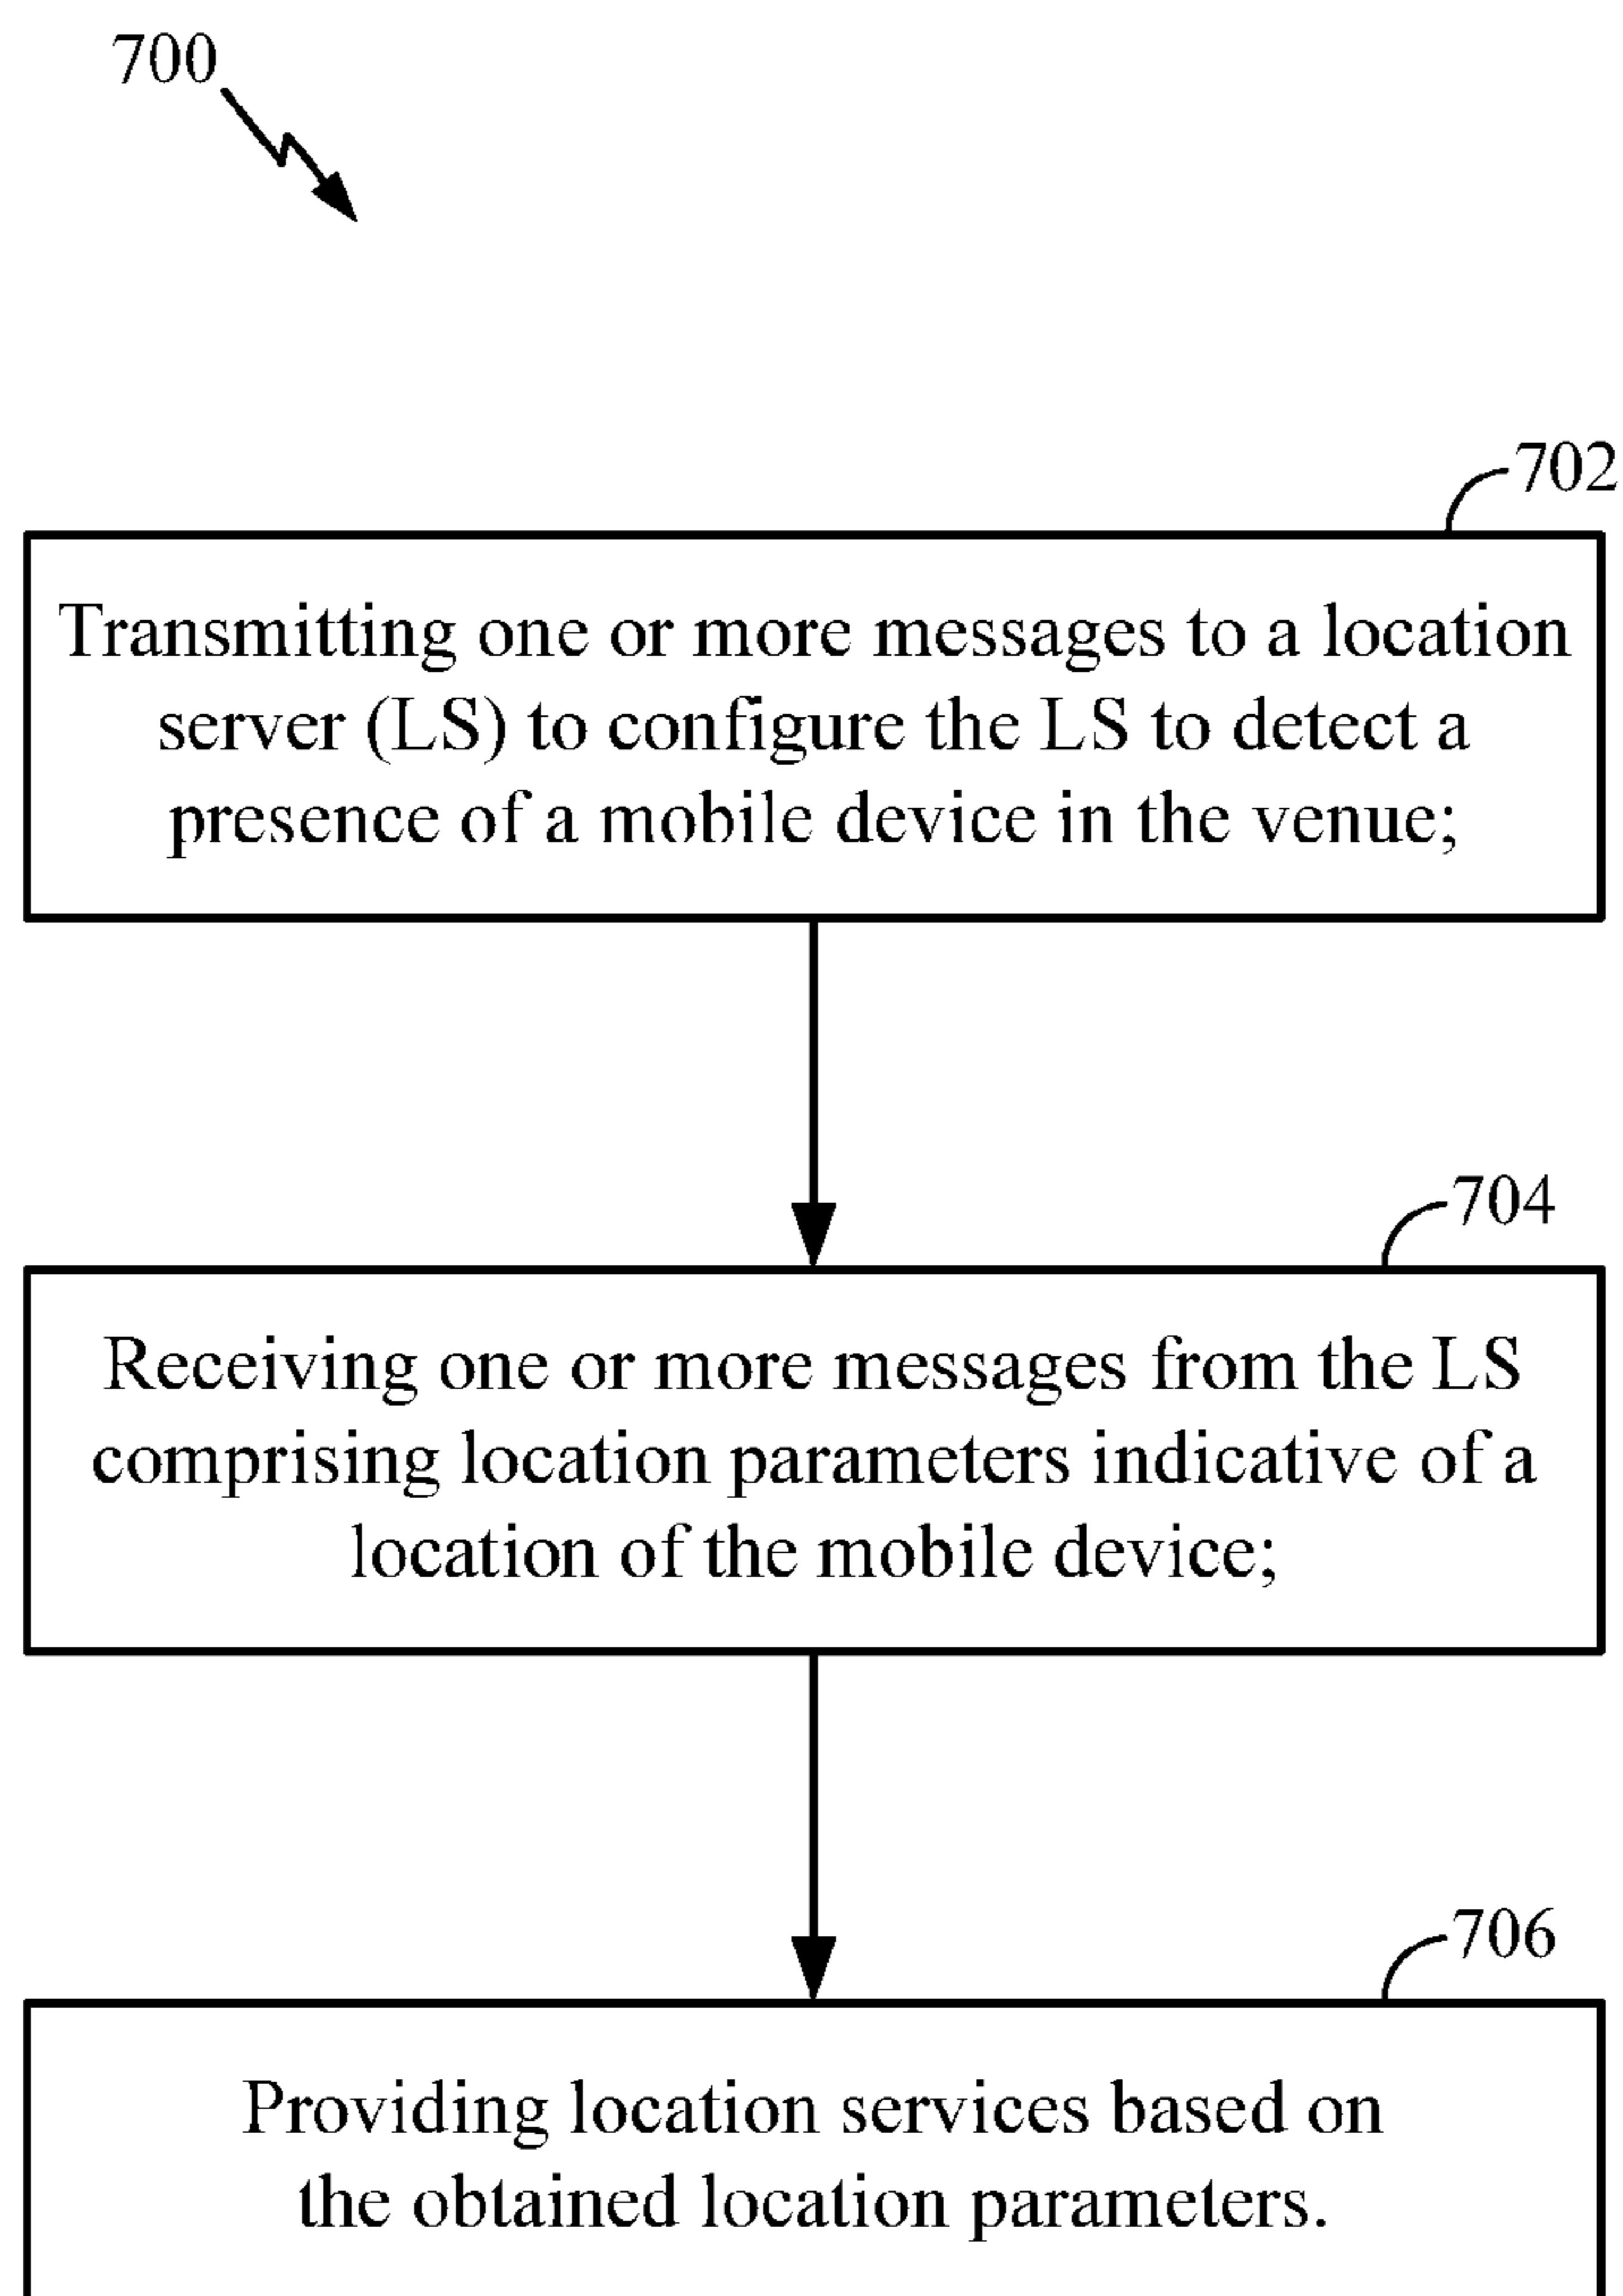 700
702
Transmitting one or more messages to a location
server (LS) to configure the LS to detect a
presence of a mobile device in the venue;
704
Receiving one or more messages from the LS
comprising location parameters indicative of a
location of the mobile device;
706
Providing location services based on
the obtained location parameters.